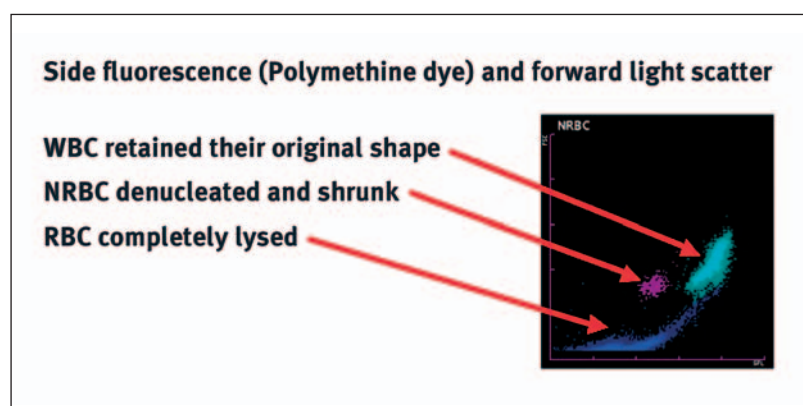 Side fluorescence (Polymethine dye) and forward light scatter
NRBC
WBC retained their original shape
NRBC denucleated and shrunk
RBC completely lysed